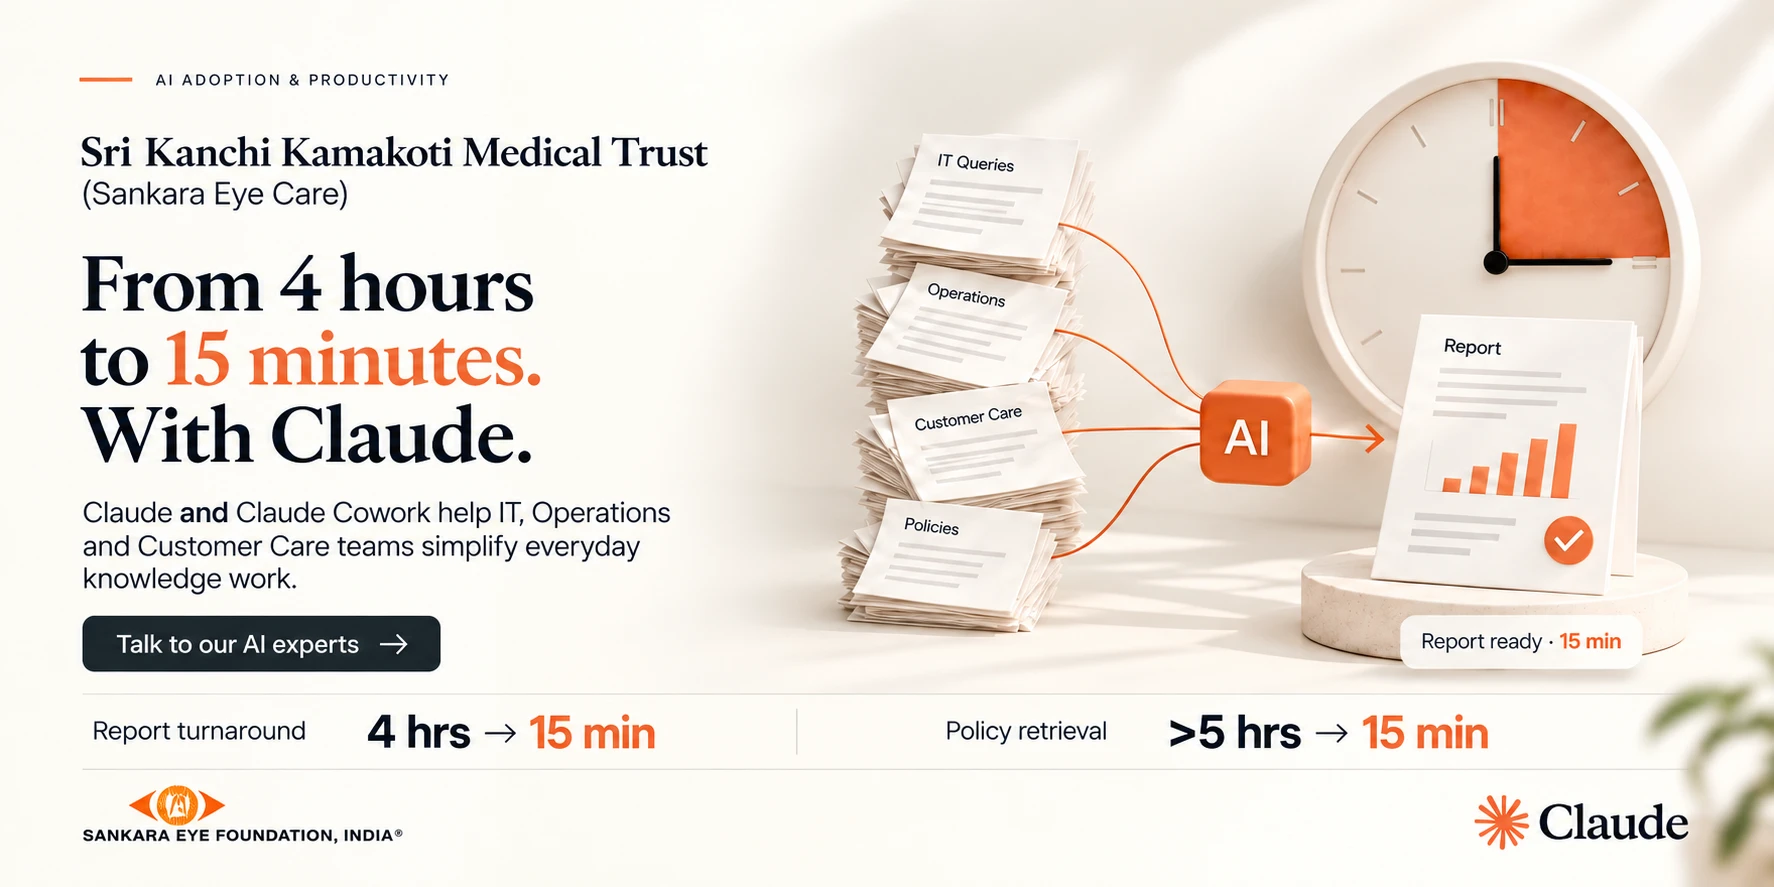 AI ADOPTION & PRODUCTIVITY
Sri Kanchi Kamakoti Medical Trust
(Sankara Eye Care)
From 4 hours
to 15 minutes.
With Claude.
Claude and Claude Cowork help IT, Operations
and Customer Care teams simplify everyday
knowledge work.
Talk to our AI experts →
IT Queries
Operations
Customer Care
Policies
AI
Report
Report ready · 15 min
Report turnaround 4 hrs → 15 min
Policy retrieval >5 hrs → 15 min
SANKARA EYE FOUNDATION, INDIA®
Claude